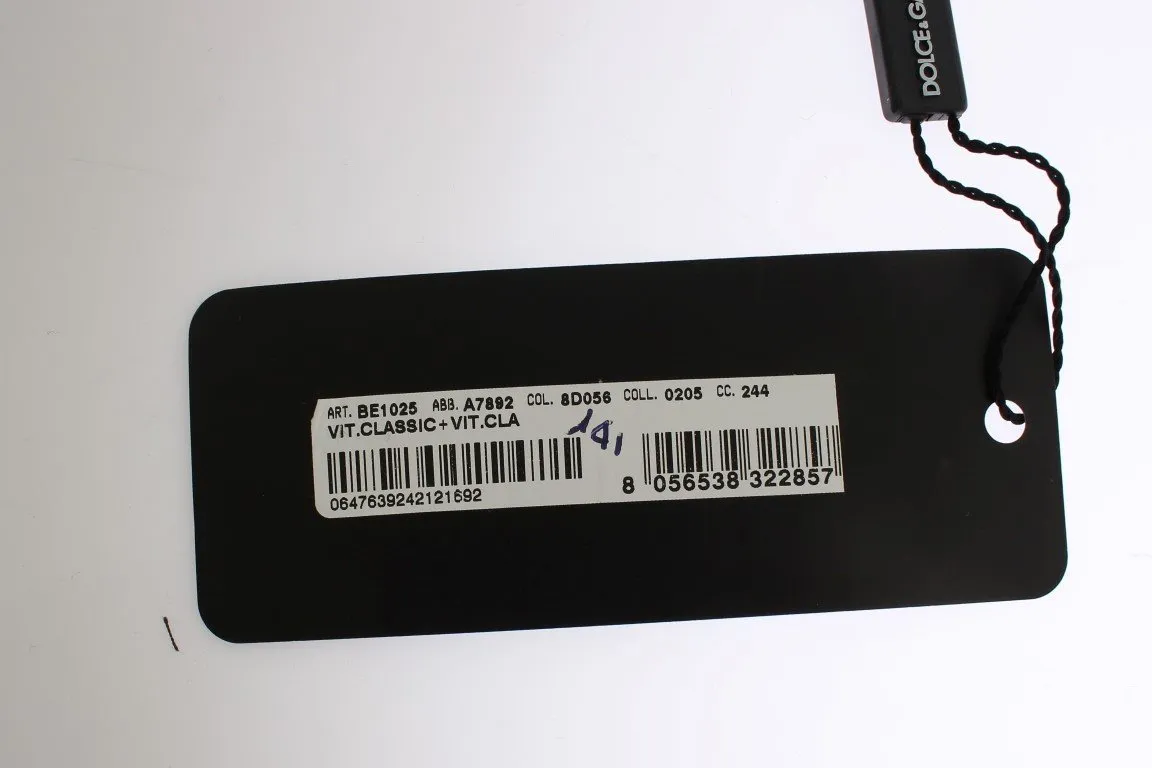 DOLCE&GA
ART. BE1025 ABB. A7892 COL. 8D056 COLL. 0205 CC. 244
VIT.CLASSIC+VIT.CLA
0647639242121692
8 056538 322857